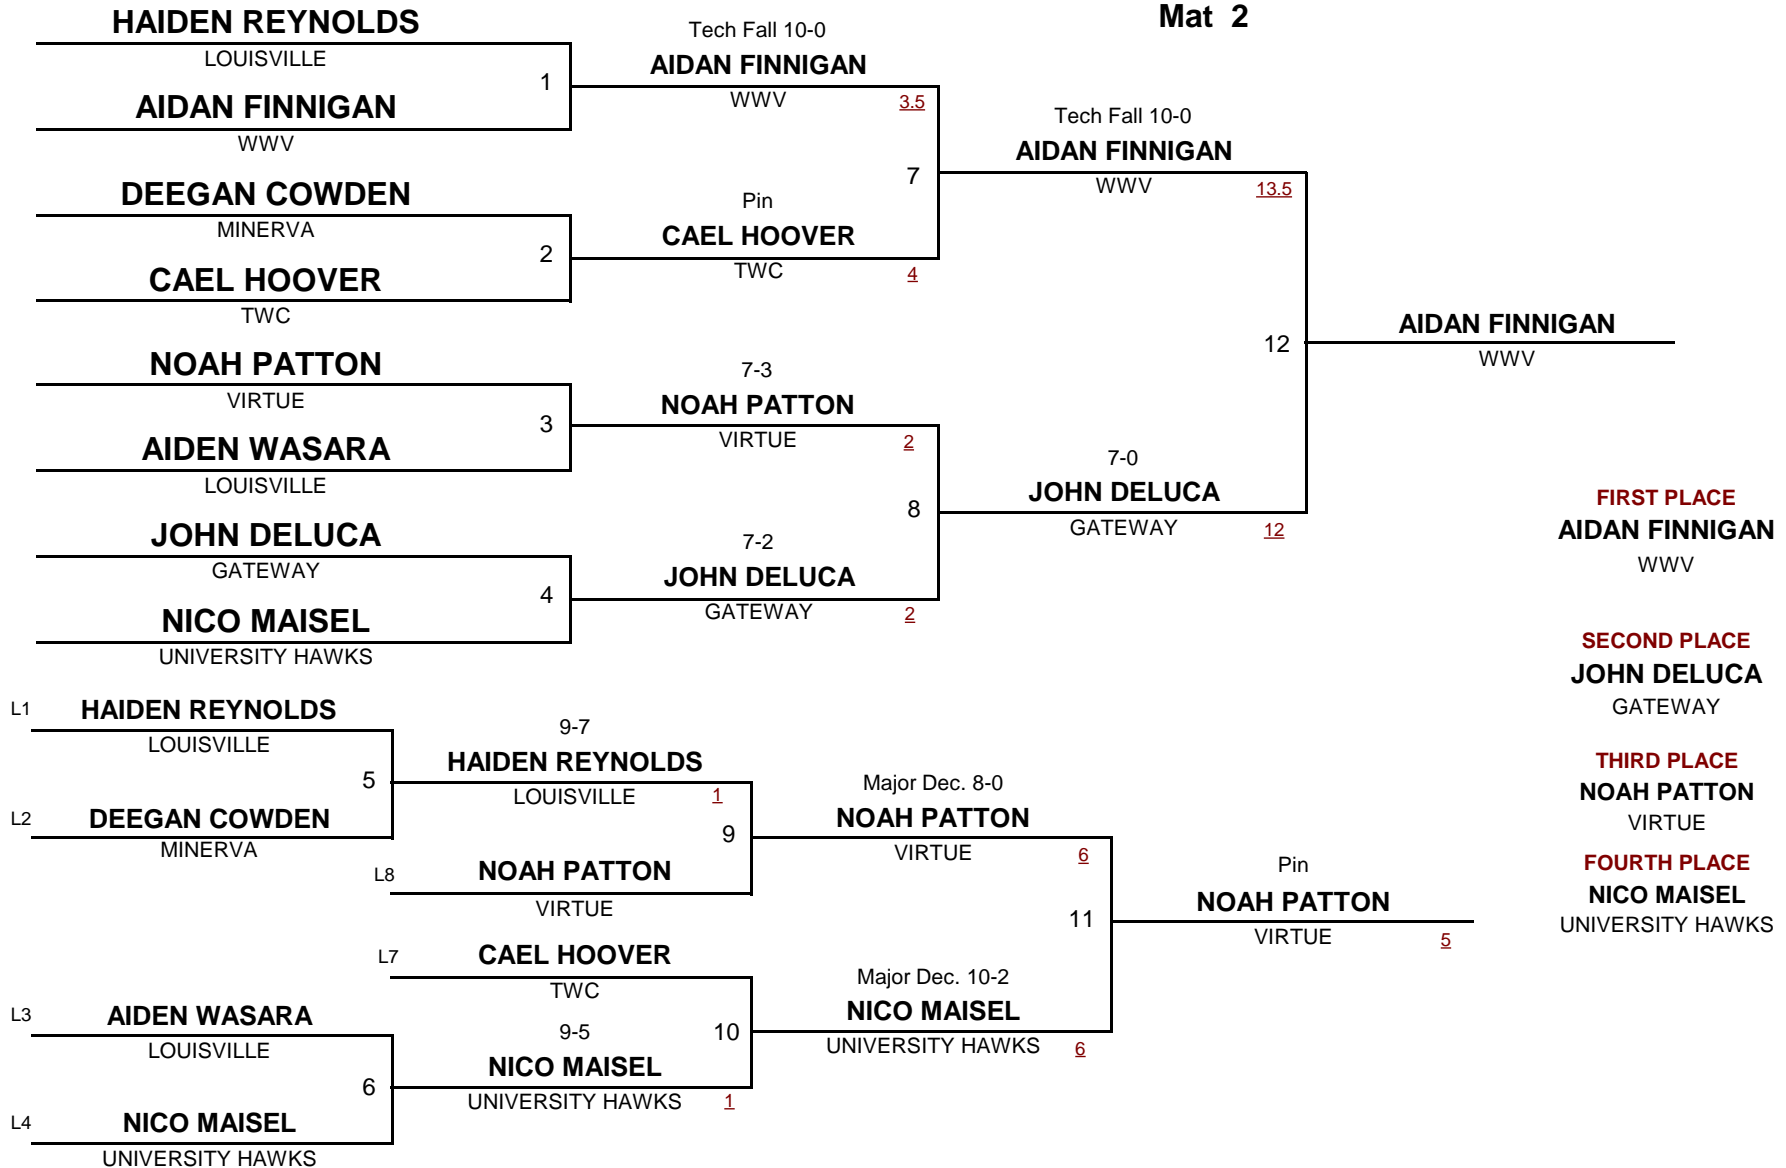 Mat 2
HAIDEN REYNOLDS
LOUISVILLE
1
AIDAN FINNIGAN
WWV
DEEGAN COWDEN
MINERVA
2
CAEL HOOVER
TWC
NOAH PATTON
VIRTUE
3
AIDEN WASARA
LOUISVILLE
JOHN DELUCA
GATEWAY
4
NICO MAISEL
UNIVERSITY HAWKS
Tech Fall 10-0
AIDAN FINNIGAN
WWV 3.5
7
Pin
CAEL HOOVER
TWC 4
7-3
NOAH PATTON
VIRTUE 2
8
7-2
JOHN DELUCA
GATEWAY 2
Tech Fall 10-0
AIDAN FINNIGAN
WWV 13.5
12
7-0
JOHN DELUCA
GATEWAY 12
AIDAN FINNIGAN
WWV
FIRST PLACE
AIDAN FINNIGAN
WWV
SECOND PLACE
JOHN DELUCA
GATEWAY
THIRD PLACE
NOAH PATTON
VIRTUE
FOURTH PLACE
NICO MAISEL
UNIVERSITY HAWKS
L1 HAIDEN REYNOLDS
LOUISVILLE
5
L2 DEEGAN COWDEN
MINERVA
9-7
HAIDEN REYNOLDS
LOUISVILLE 1
9
L8 NOAH PATTON
VIRTUE
L7 CAEL HOOVER
TWC
10
L3 AIDEN WASARA
LOUISVILLE
6
L4 NICO MAISEL
UNIVERSITY HAWKS
9-5
NICO MAISEL
UNIVERSITY HAWKS 1
Major Dec. 8-0
NOAH PATTON
VIRTUE 6
11
Major Dec. 10-2
NICO MAISEL
UNIVERSITY HAWKS 6
Pin
NOAH PATTON
VIRTUE 5